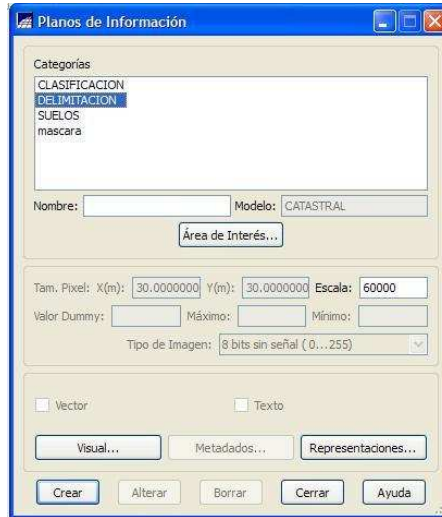 Planos de Información
Categorías
CLASIFICACION
DELIMITACION
SUELOS
mascara
Nombre: Modelo: CATASTRAL
Área de Interés...
Tam. Pixel: X(m): 30.0000000 Y(m): 30.0000000 Escala: 60000
Valor Dummy: Máximo: Mínimo:
Tipo de Imagen: 8 bits sin señal ( 0...255)
Vector Texto
Visual... Metadados... Representaciones...
Crear Alterar Borrar Cerrar Ayuda